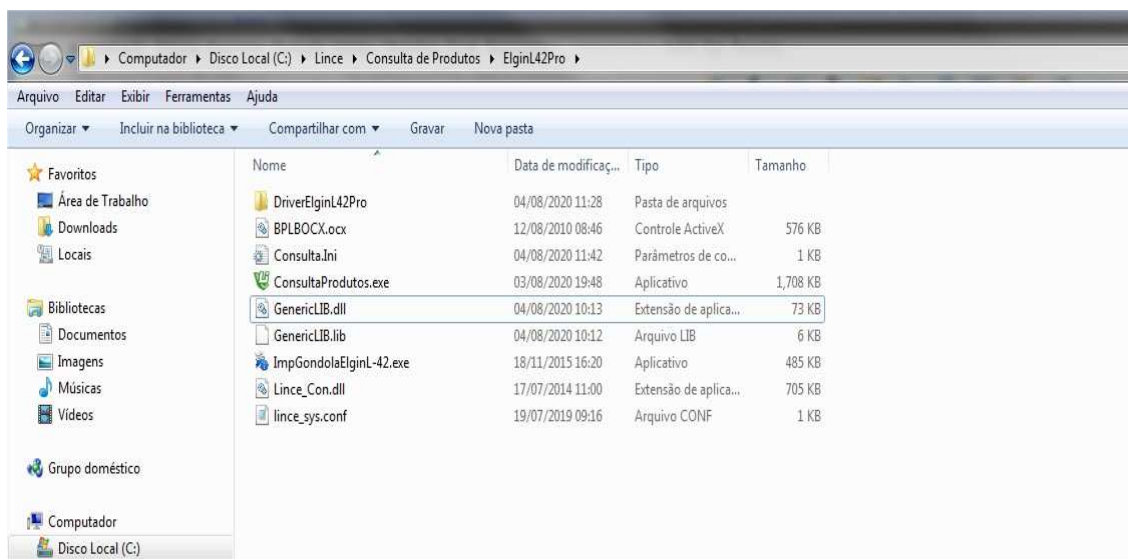 Computador Disco Local (C:) Lince Consulta de Produtos ElginL42Pro
Arquivo Editar Exibir Ferramentas Ajuda
Organizar Incluir na biblioteca Compartilhar com Gravar Nova pasta
Nome Data de modificaç... Tipo Tamanho
Favoritos
Área de Trabalho
Downloads
Locais
Bibliotecas
Documentos
Imagens
Músicas
Vídeos
Grupo doméstico
Computador
Disco Local (C:)
DriverElginL42Pro 04/08/2020 11:28 Pasta de arquivos
BPLBOCX.ocx 12/08/2010 08:46 Controle ActiveX 576 KB
Consulta.Ini 04/08/2020 11:42 Parâmetros de co... 1 KB
ConsultaProdutos.exe 03/08/2020 19:48 Aplicativo 1,708 KB
GenericLIB.dll 04/08/2020 10:13 Extensão de aplica... 73 KB
GenericLIB.lib 04/08/2020 10:12 Arquivo LIB 6 KB
ImpGondolaElginL-42.exe 18/11/2015 16:20 Aplicativo 485 KB
Lince_Con.dll 17/07/2014 11:00 Extensão de aplica... 705 KB
lince_sys.conf 19/07/2019 09:16 Arquivo CONF 1 KB